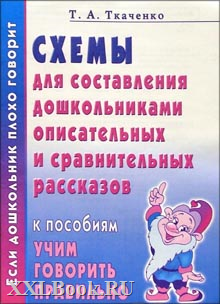 Т. А. Ткаченко
СХЕМЫ
ДЛЯ СОСТАВЛЕНИЯ
ДОШКОЛЬНИКАМИ
ОПИСАТЕЛЬНЫХ
И СРАВНИТЕЛЬНЫХ
РАССКАЗОВ
К ПОСОБИЯМ
УЧИМ
ГОВОРИТЬ
ПРАВИЛЬНО
ЕСЛИ ДОШКОЛЬНИК ПЛОХО ГОВОРИТ